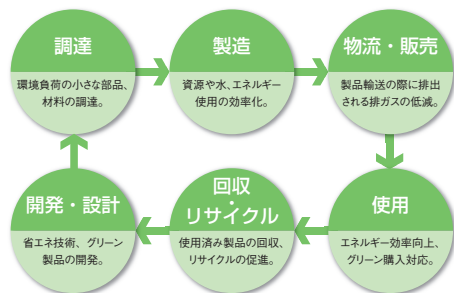 調達
環境負荷の小さな部品、
材料の調達。
製造
資源や水、エネルギー
使用の効率化。
物流・販売
製品輸送の際に排出
される排ガスの低減。
開発・設計
省エネ技術、グリーン
製品の開発。
回収
・
リサイクル
使用済み製品の回収、
リサイクルの促進。
使用
エネルギー効率向上、
グリーン購入対応。